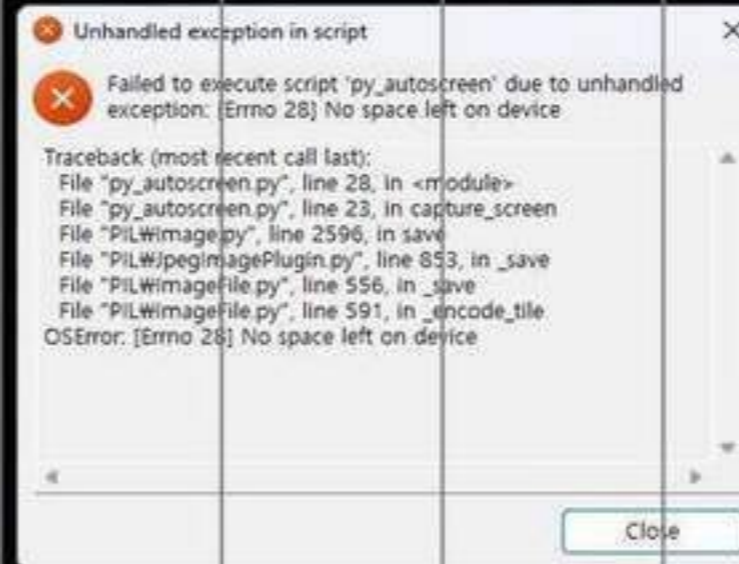 Unhandled exception in script
Failed to execute script 'py_autoscreen' due to unhandled
exception: [Errno 28] No space left on device
Traceback (most recent call last):
File "py_autoscreen.py", line 28, in <module>
File "py_autoscreen.py", line 23, in capture_screen
File "PIL₩Image.py", line 2596, in save
File "PIL₩JpegImagePlugin.py", line 853, in _save
File "PIL₩ImageFile.py", line 556, in _save
File "PIL₩ImageFile.py", line 591, in _encode_tile
OSError: [Errno 28] No space left on device
Close